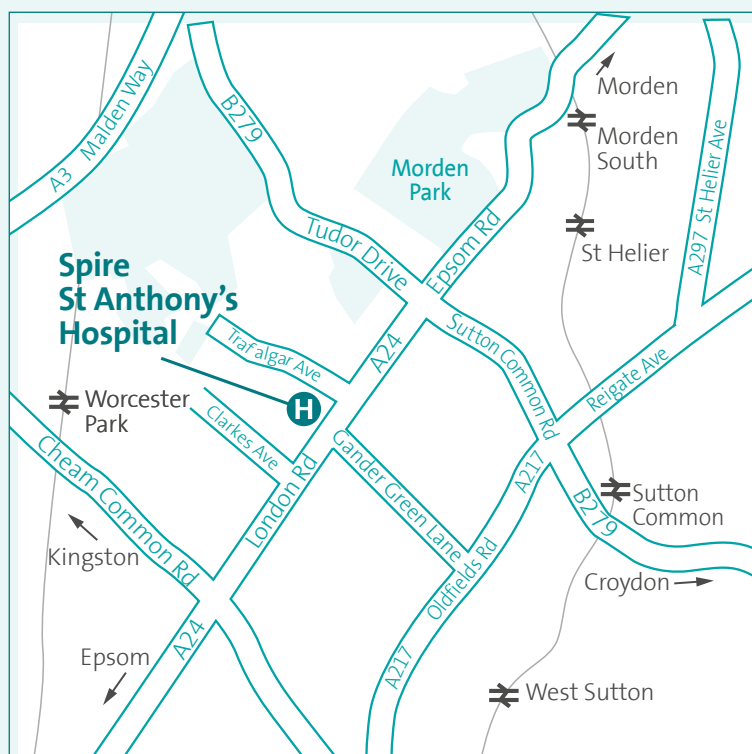 A3 Malden Way
B279
Morden
Morden
South
A297 St Helier Ave
Morden
Park
Tudor Drive
Epsom Rd
St Helier
Spire
St Anthony's
Hospital
Trafalgar Ave
A24
Sutton Common Rd
Reigate Ave
H
Worcester
Park
Clarkes Ave
London Rd
Gander Green Lane
A217
Cheam Common Rd
Sutton
Common
B279
Kingston
Oldfields Rd
Croydon
A24
Epsom
A217
West Sutton